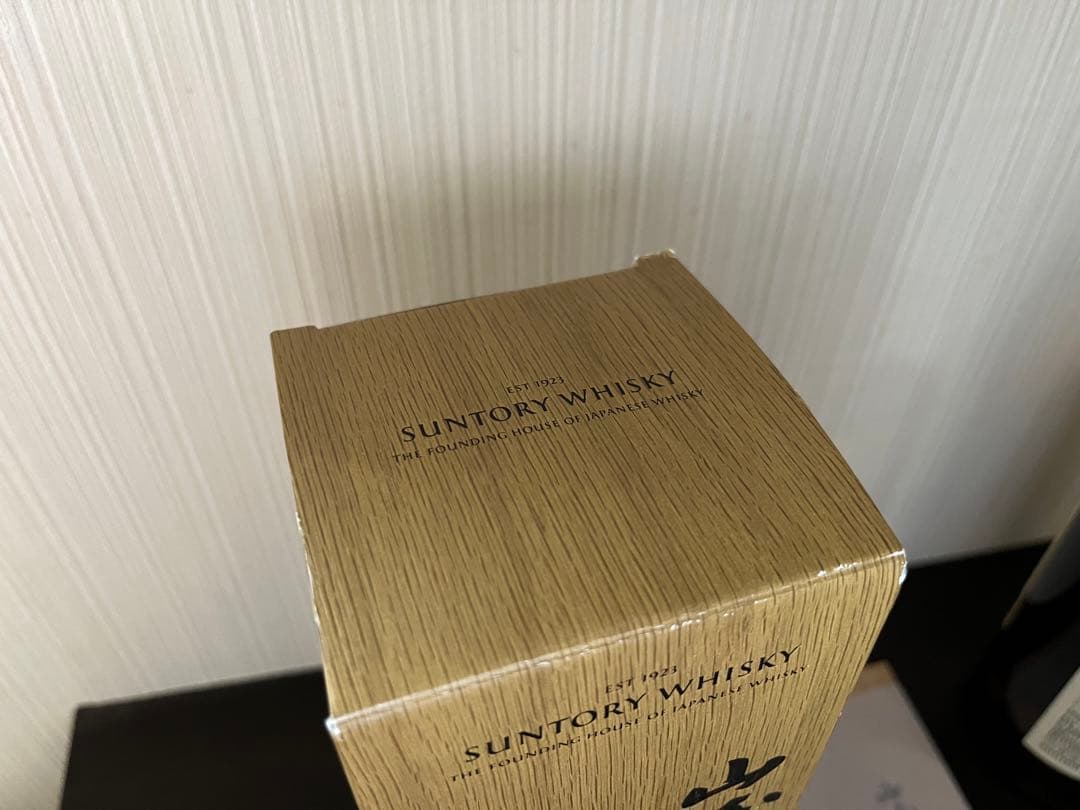 EST 1923
SUNTORY WHISKY
THE FOUNDING HOUSE OF JAPANESE WHISKY
EST 1923
SUNTORY WHISKY
THE FOUNDING HOUSE OF JAPANESE WHISKY
山